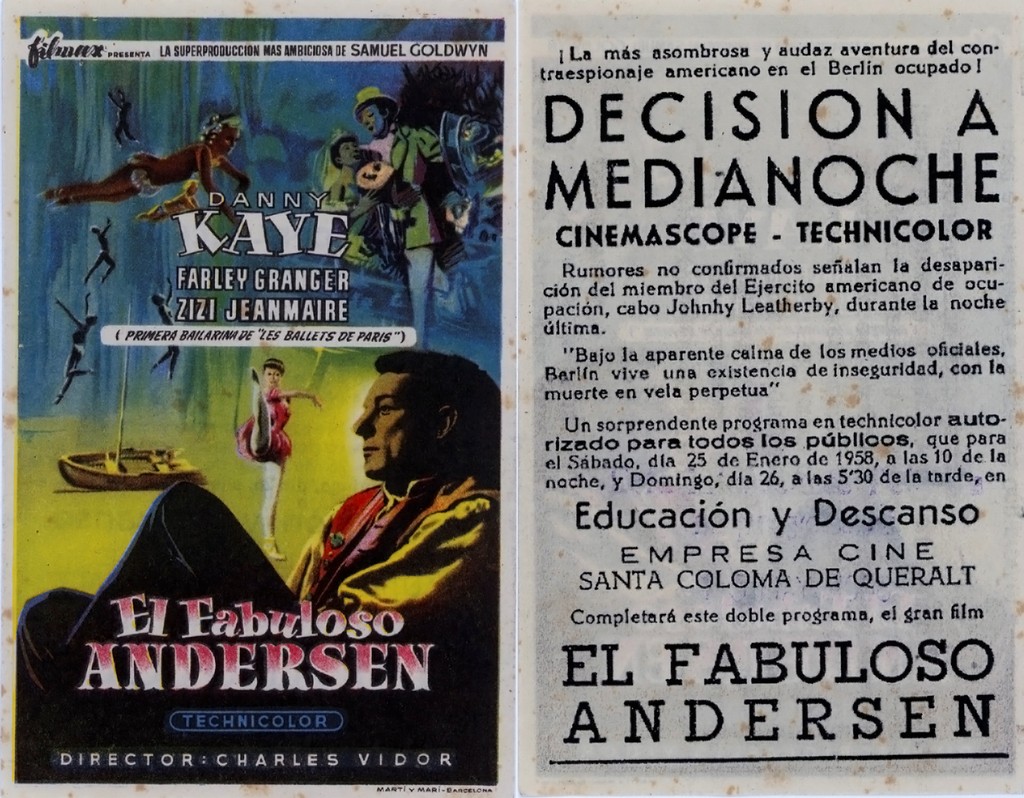 filmax PRESENTA LA SUPERPRODUCCION MAS AMBICIOSA DE SAMUEL GOLDWYN
DANNY
KAYE
FARLEY GRANGER
ZIZI JEANMAIRE
( PRIMERA BAILARINA DE "LES BALLETS DE PARIS")
El Fabuloso
ANDERSEN
TECHNICOLOR
DIRECTOR: CHARLES VIDOR
MARTÍ Y MARÍ-BARCELONA
¡La más asombrosa y audaz aventura del con-
traespionaje americano en el Berlín ocupado!
DECISION A
MEDIANOCHE
CINEMASCOPE - TECHNICOLOR
Rumores no confirmados señalan la desapari-
ción del miembro del Ejercito americano de ocu-
pación, cabo Johnhy Leatherby, durante la noche
última.
"Bajo la aparente calma de los medios oficiales,
Berlín vive una existencia de inseguridad, con la
muerte en vela perpetua"
Un sorprendente programa en technicolor auto-
rizado para todos los públicos, que para
el Sábado, día 25 de Enero de 1958, a las 10 de la
noche, y Domingo, día 26, a las 5'30 de la tarde, en
Educación y Descanso
EMPRESA CINE
SANTA COLOMA DE QUERALT
Completará este doble programa, el gran film
EL FABULOSO
ANDERSEN